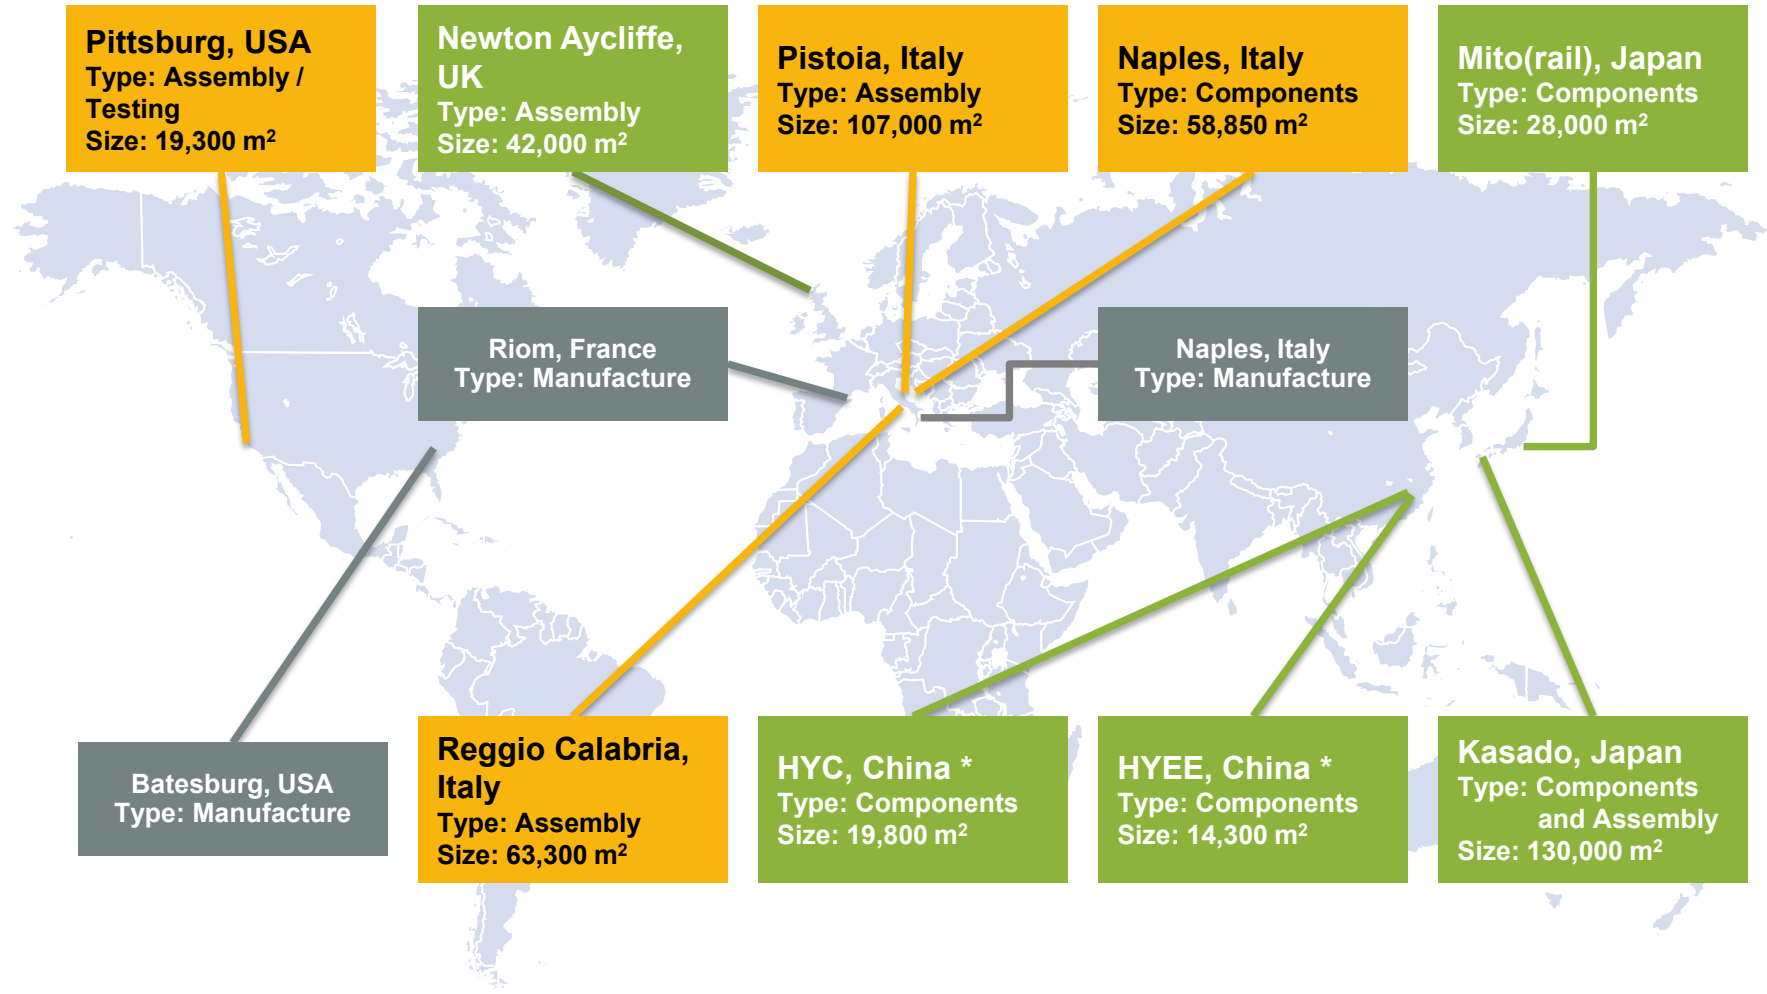 Pittsburg, USA
Type: Assembly /
Testing
Size: 19,300 m²
Newton Aycliffe,
UK
Type: Assembly
Size: 42,000 m²
Pistoia, Italy
Type: Assembly
Size: 107,000 m²
Naples, Italy
Type: Components
Size: 58,850 m²
Mito(rail), Japan
Type: Components
Size: 28,000 m²
Riom, France
Type: Manufacture
Naples, Italy
Type: Manufacture
Batesburg, USA
Type: Manufacture
Reggio Calabria,
Italy
Type: Assembly
Size: 63,300 m²
HYC, China *
Type: Components
Size: 19,800 m²
HYEE, China *
Type: Components
Size: 14,300 m²
Kasado, Japan
Type: Components
and Assembly
Size: 130,000 m²